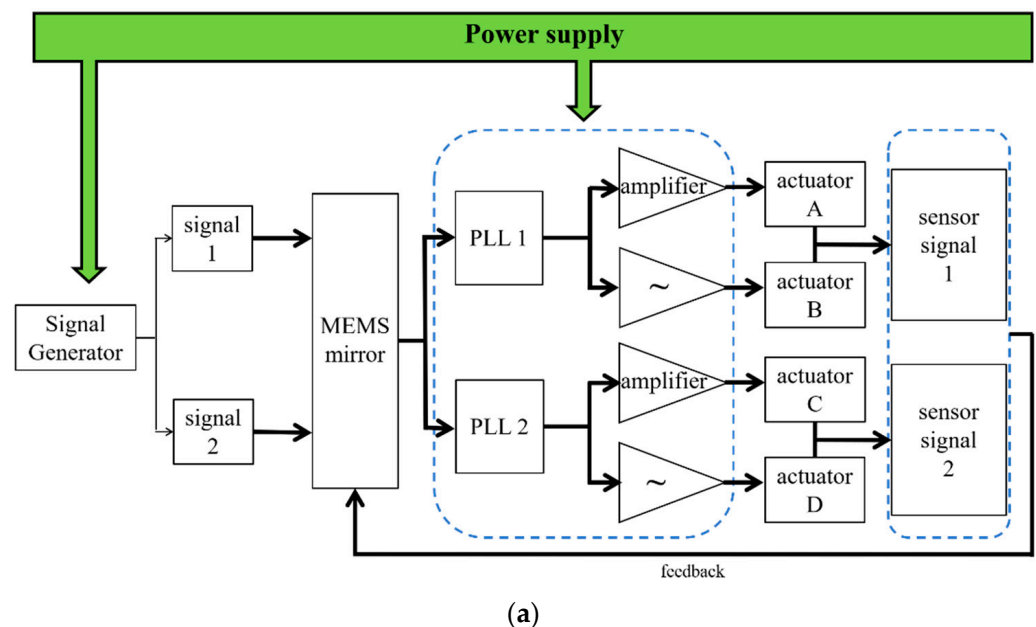 Power supply
Signal
Generator
signal
1
signal
2
MEMS
mirror
PLL 1
PLL 2
amplifier
~
amplifier
~
actuator
A
actuator
B
actuator
C
actuator
D
sensor
signal
1
sensor
signal
2
feedback
(a)